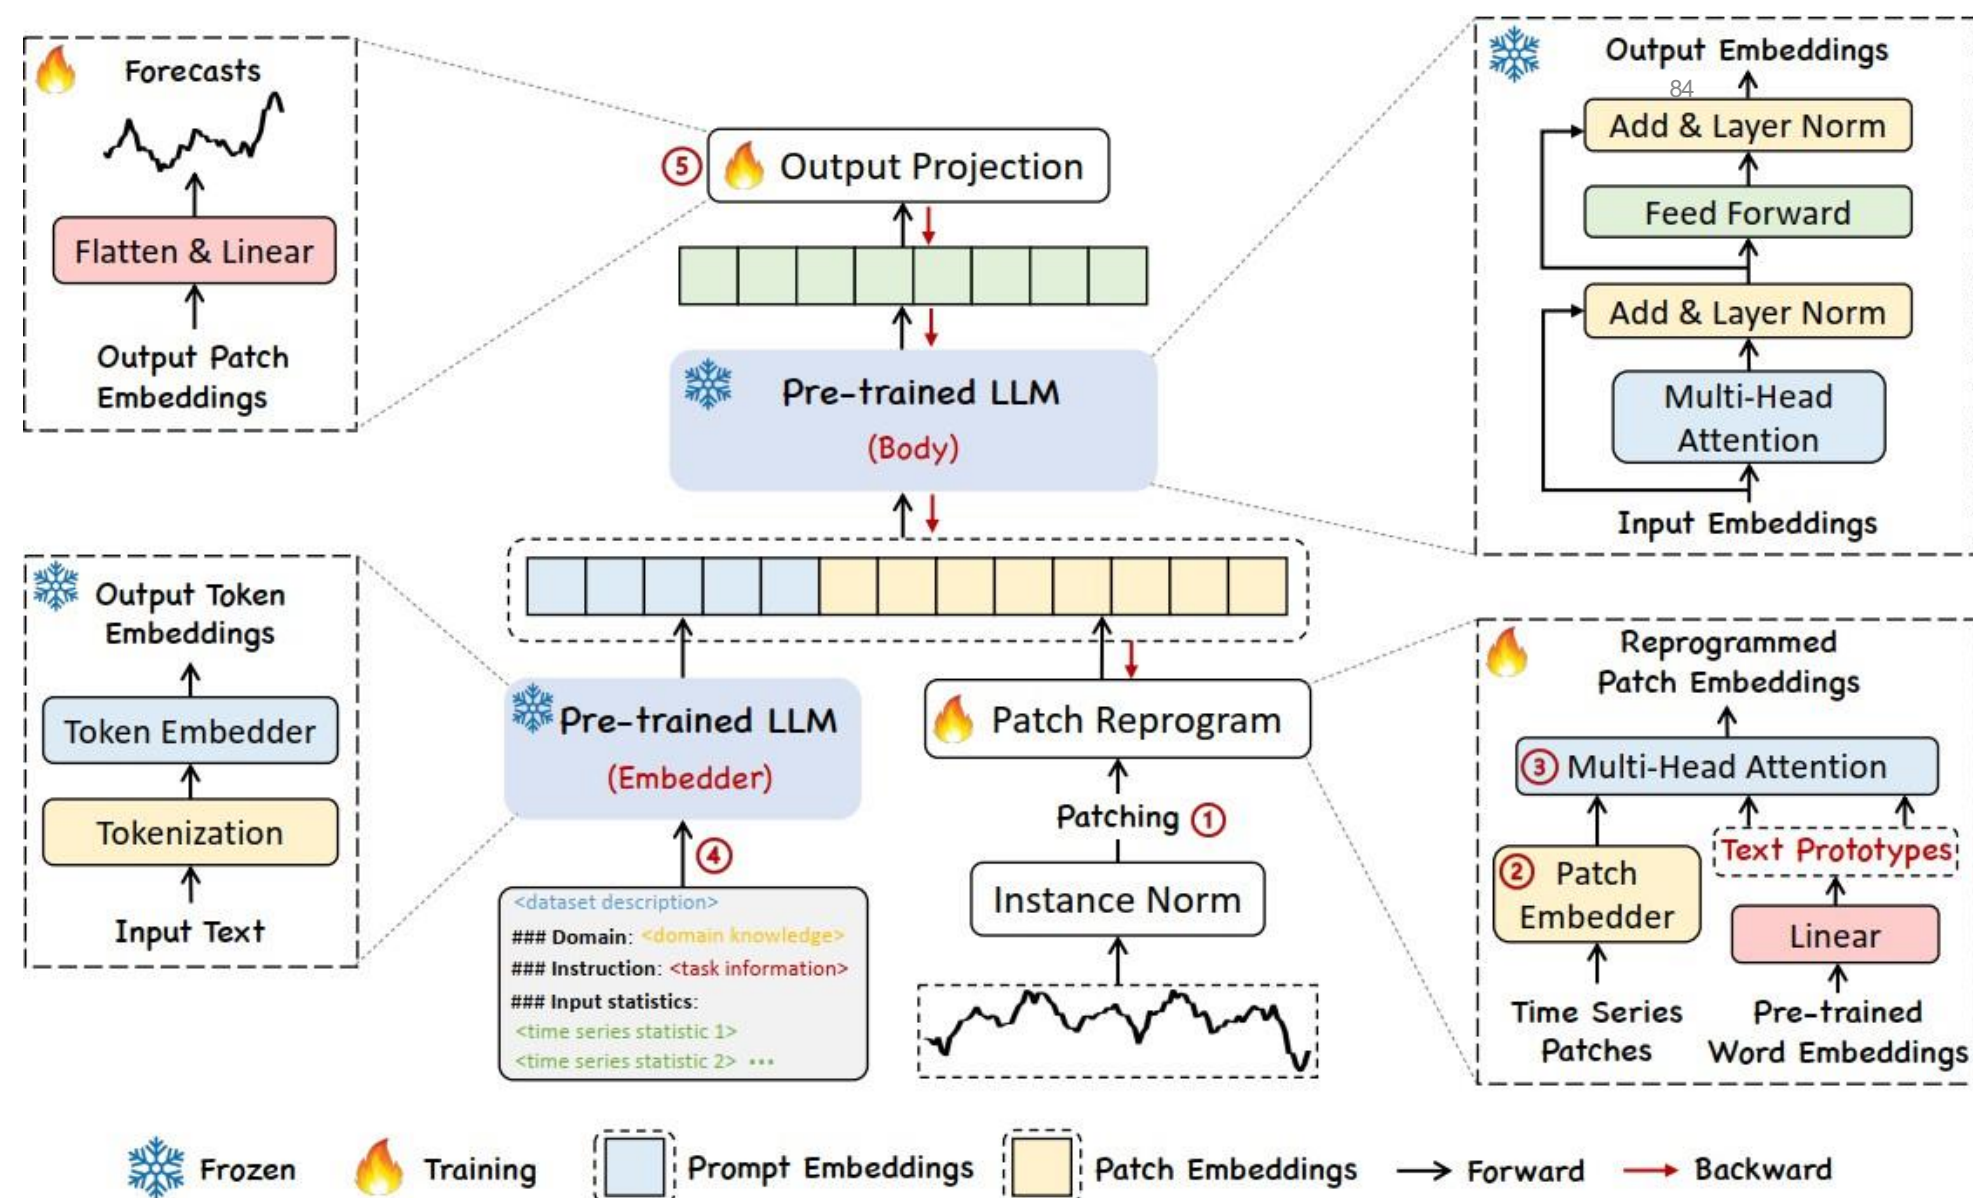 Forecasts
Flatten & Linear
Output Patch
Embeddings
⑤ Output Projection
Pre-trained LLM
(Body)
Output Embeddings
84
Add & Layer Norm
Feed Forward
Add & Layer Norm
Multi-Head
Attention
Input Embeddings
Output Token
Embeddings
Token Embedder
Tokenization
Input Text
Pre-trained LLM
(Embedder)
④
<dataset description>
### Domain: <domain knowledge>
### Instruction: <task information>
### Input statistics:
<time series statistic 1>
<time series statistic 2> ...
Patch Reprogram
Patching ①
Instance Norm
Reprogrammed
Patch Embeddings
③ Multi-Head Attention
② Patch
Embedder
Text Prototypes
Linear
Time Series
Patches
Pre-trained
Word Embeddings
Frozen
Training
Prompt Embeddings
Patch Embeddings
Forward
Backward